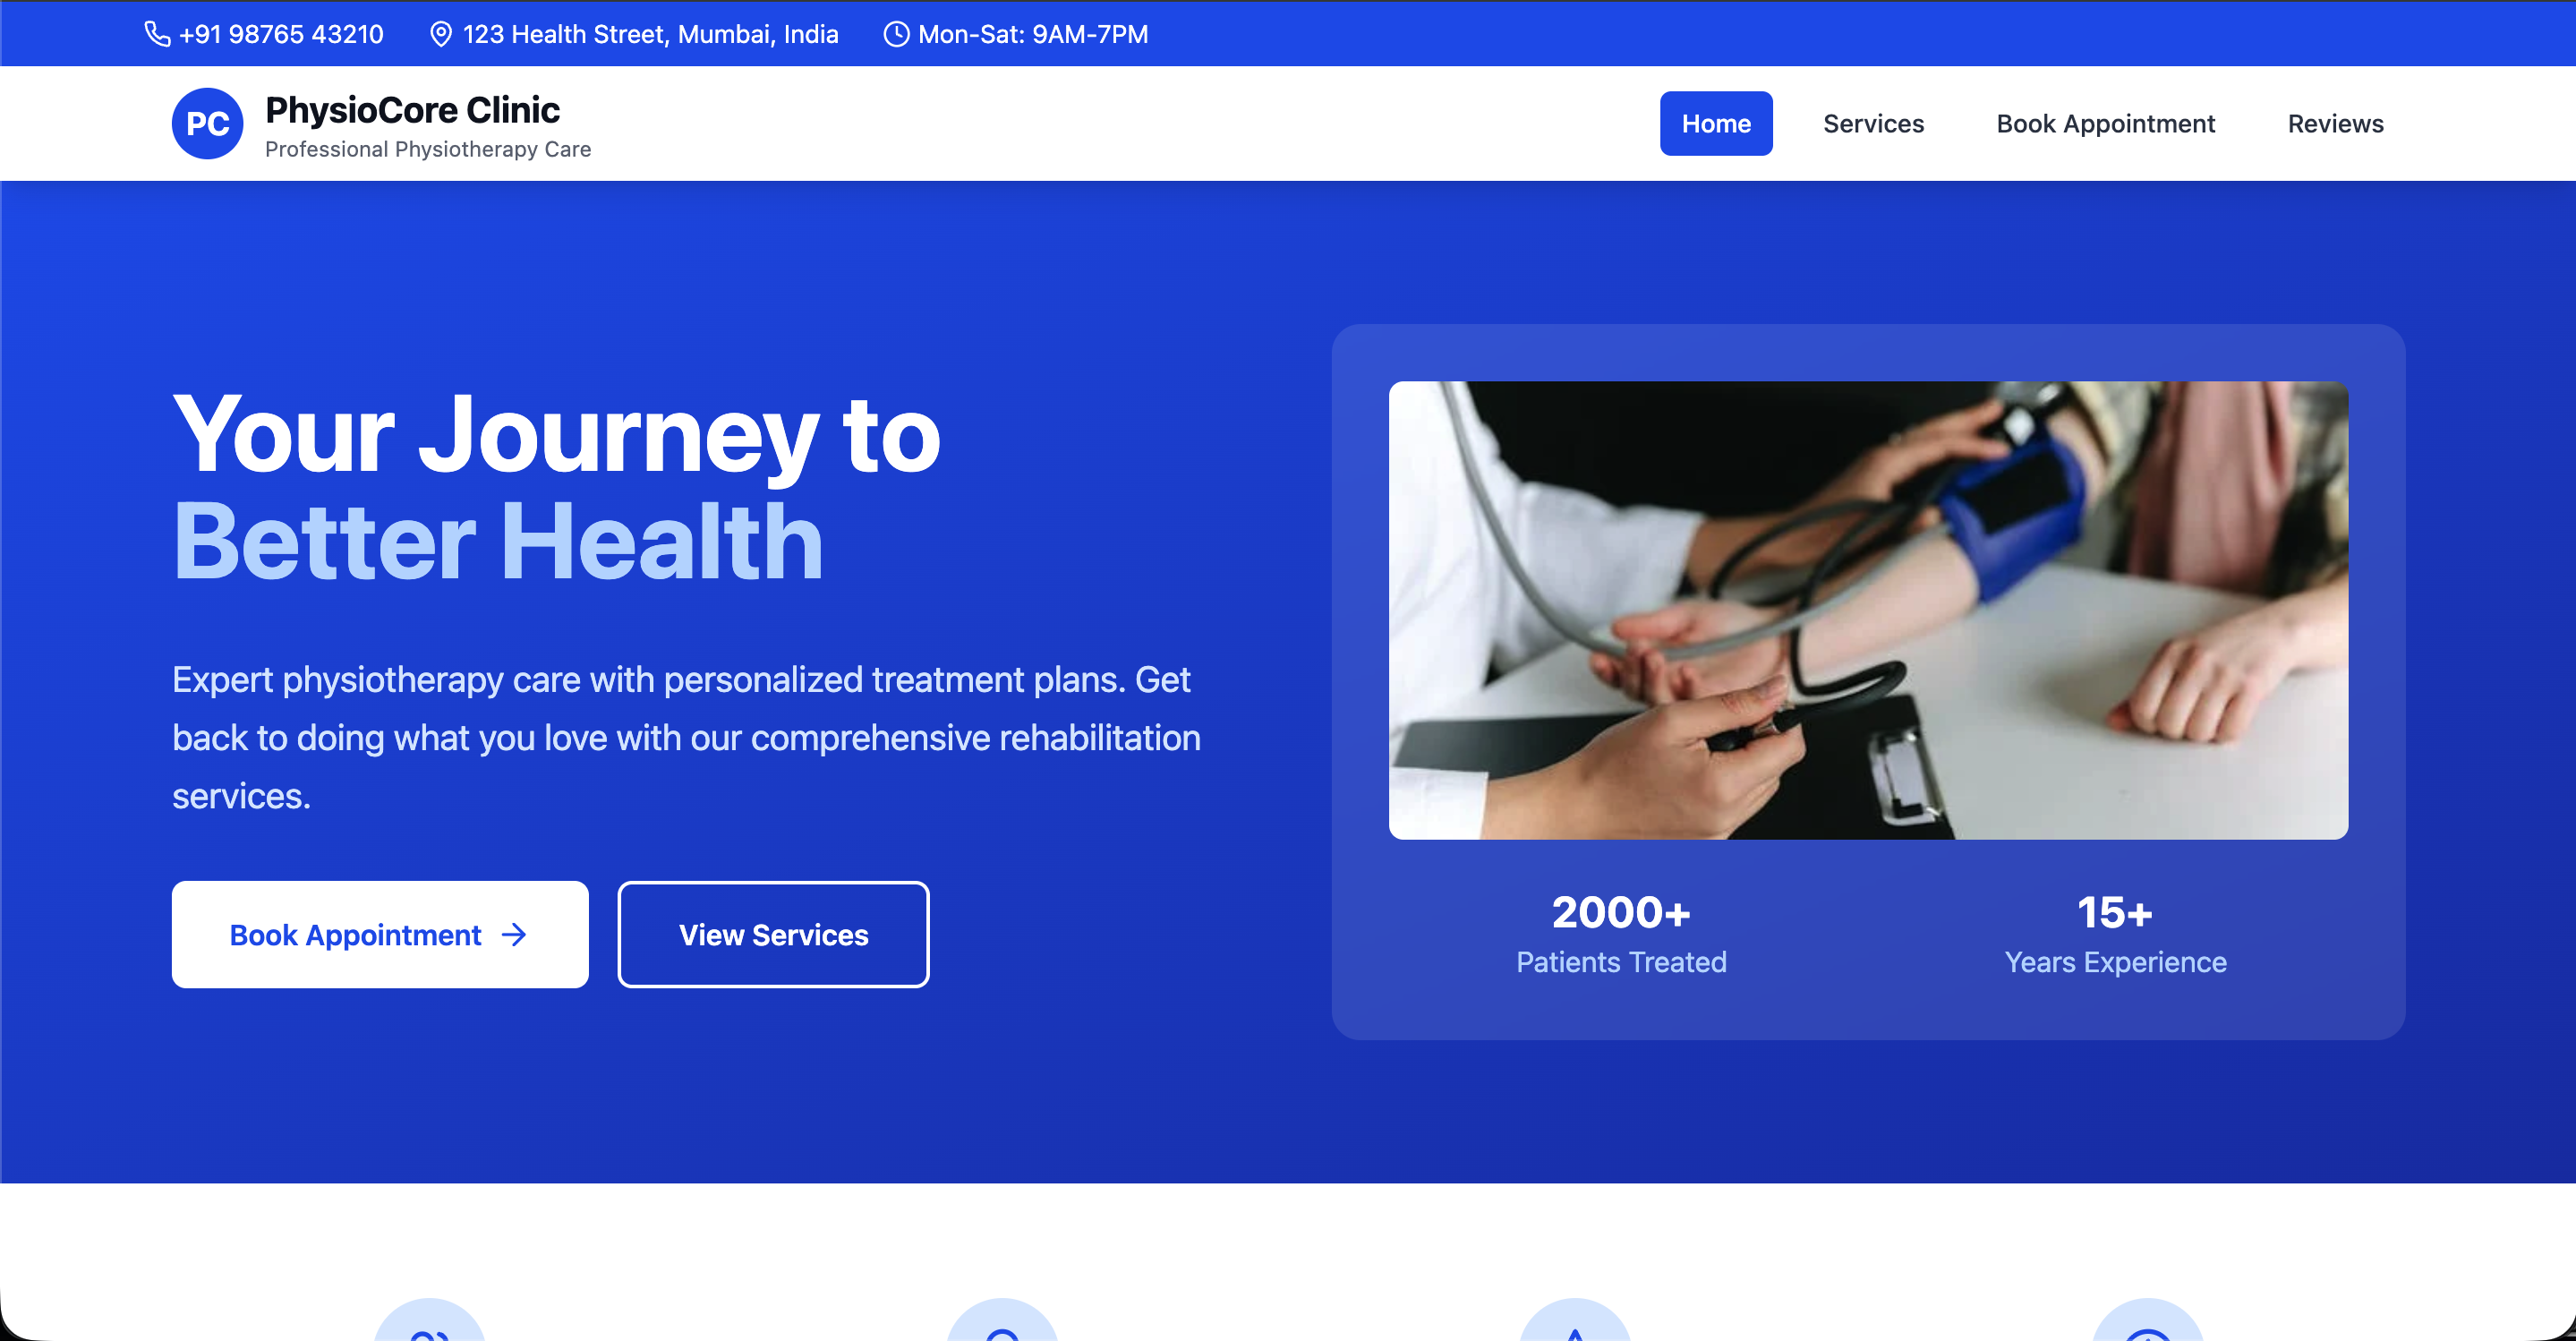 +91 98765 43210
123 Health Street, Mumbai, India
Mon-Sat: 9AM-7PM
PC
PhysioCore Clinic
Professional Physiotherapy Care
Home
Services
Book Appointment
Reviews
Your Journey to
Better Health
Expert physiotherapy care with personalized treatment plans. Get
back to doing what you love with our comprehensive rehabilitation
services.
Book Appointment →
View Services
2000+
Patients Treated
15+
Years Experience